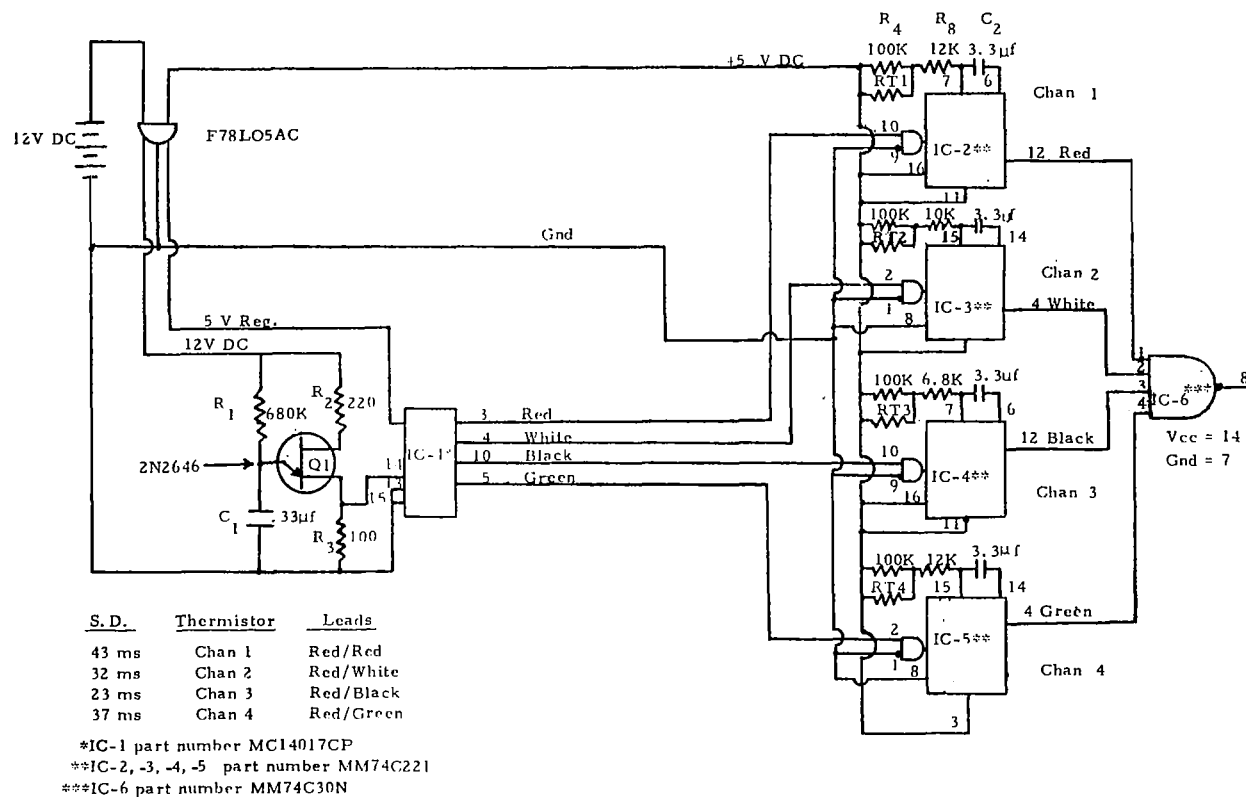 R4 R8 C2
100K 12K 3.3µf
+5 V DC
RT1 7 6
Chan 1
12V DC
F78LO5AC
10
9
IC-2**
16
12 Red
11
100K 10K 3.3µf
Gnd
RT2 15 14
Chan 2
2
1
IC-3**
8
4 White
5 V Reg.
12V DC
R1 680K
R2 220
100K 6.8K 3.3µf
RT3 7 6
1
2
3
4
IC-6 ***
8
Vcc = 14
Gnd = 7
3 Red
4 White
10 Black
5 Green
IC-1*
14
13
15
2N2646
Q1
C1 .33µf
R3 100
12 Black
10
9
IC-4**
16
11
Chan 3
100K 12K 3.3µf
RT4 15 14
4 Green
2
1
IC-5**
8
3
Chan 4
S.D. Thermistor Leads
43 ms Chan 1 Red/Red
32 ms Chan 2 Red/White
23 ms Chan 3 Red/Black
37 ms Chan 4 Red/Green
*IC-1 part number MC14017CP
**IC-2, -3, -4, -5 part number MM74C221
***IC-6 part number MM74C30N